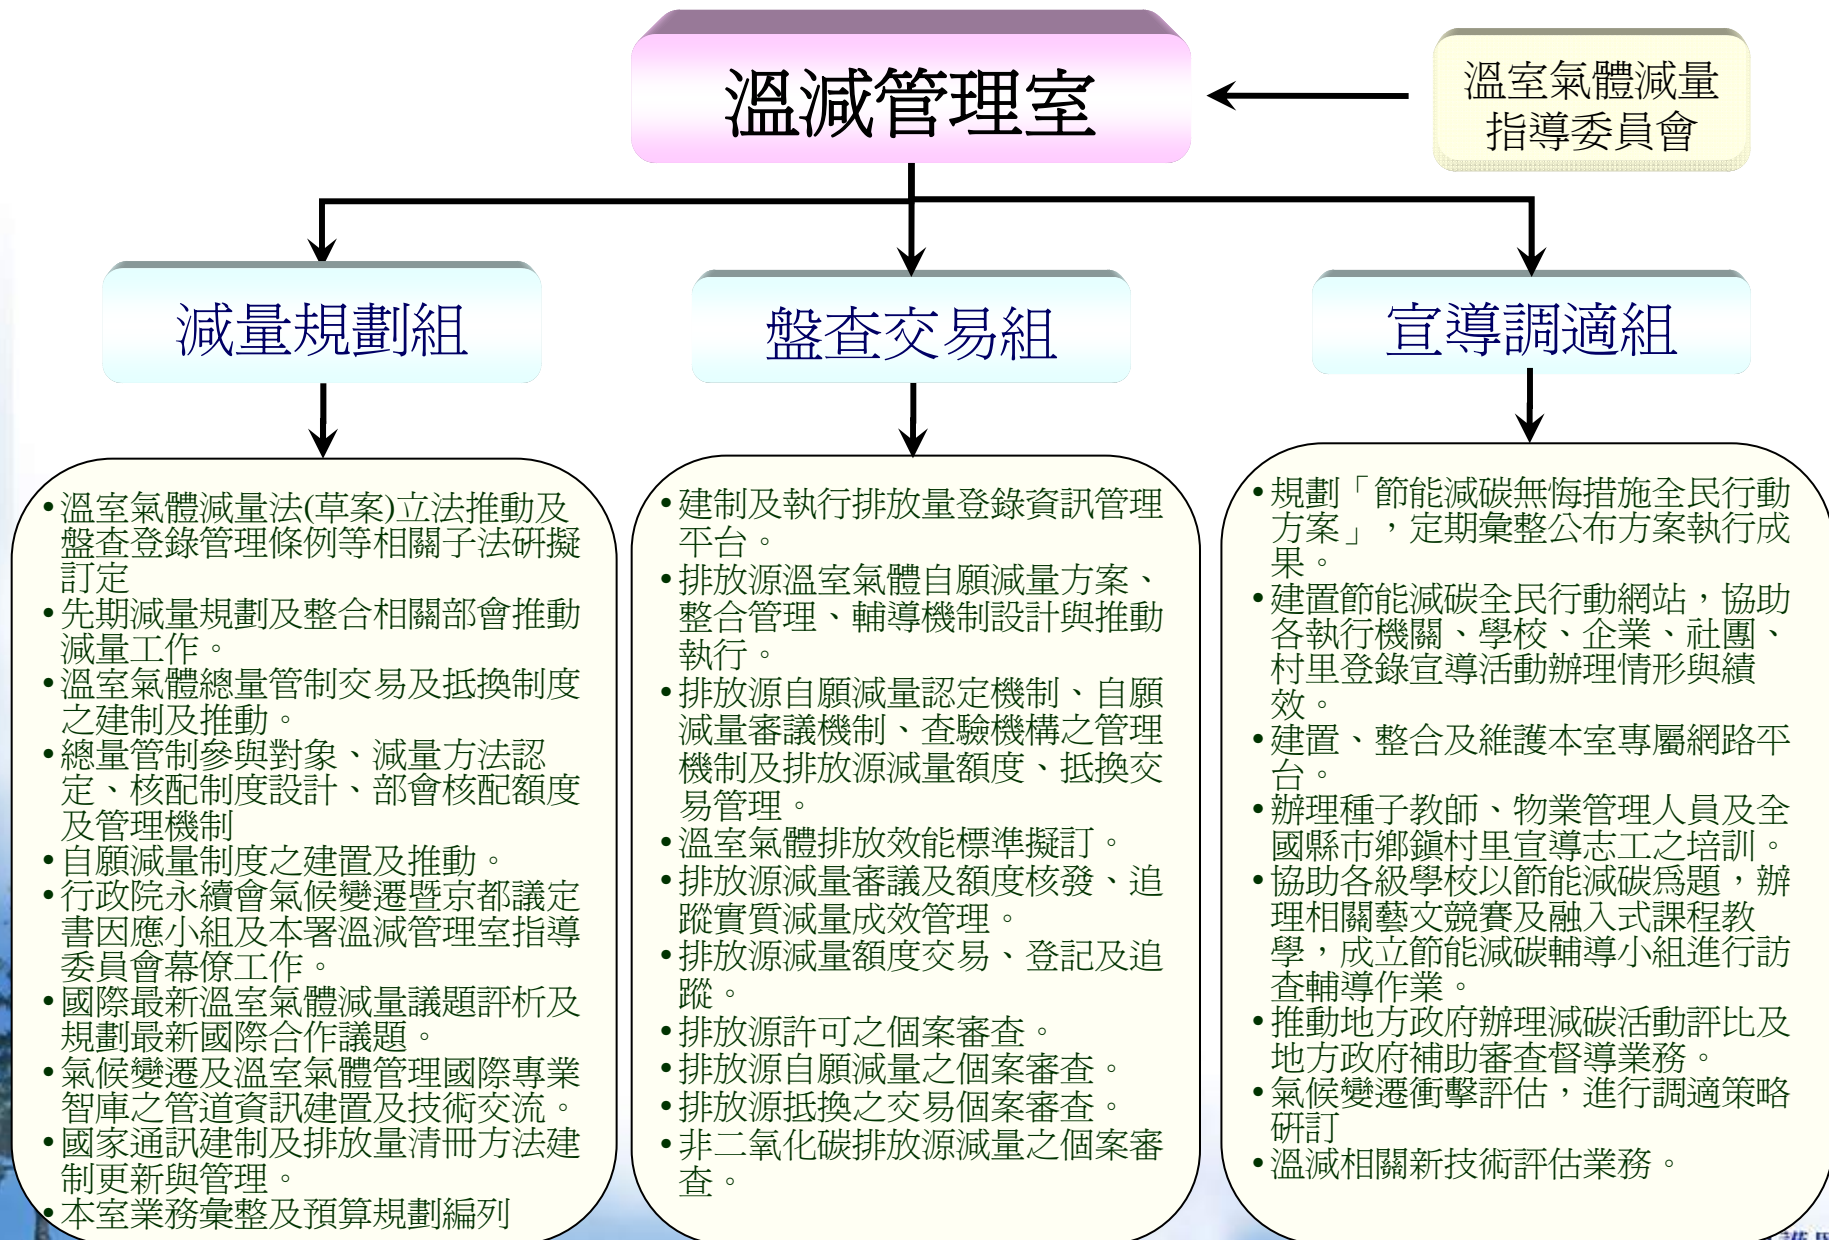 溫減管理室
溫室氣體減量
指導委員會
減量規劃組
盤查交易組
宣導調適組
•溫室氣體減量法(草案)立法推動及
盤查登錄管理條例等相關子法研擬
訂定
•先期減量規劃及整合相關部會推動
減量工作。
•溫室氣體總量管制交易及抵換制度
之建制及推動。
•總量管制參與對象、減量方法認
定、核配制度設計、部會核配額度
及管理機制
•自願減量制度之建置及推動。
•行政院永續會氣候變遷暨京都議定
書因應小組及本署溫減管理室指導
委員會幕僚工作。
•國際最新溫室氣體減量議題評析及
規劃最新國際合作議題。
•氣候變遷及溫室氣體管理國際專業
智庫之管道資訊建置及技術交流。
•國家通訊建制及排放量清冊方法建
制更新與管理。
•本室業務彙整及預算規劃編列
•建制及執行排放量登錄資訊管理
平台。
•排放源溫室氣體自願減量方案、
整合管理、輔導機制設計與推動
執行。
•排放源自願減量認定機制、自願
減量審議機制、查驗機構之管理
機制及排放源減量額度、抵換交
易管理。
•溫室氣體排放效能標準擬訂。
•排放源減量審議及額度核發、追
蹤實質減量成效管理。
•排放源減量額度交易、登記及追
蹤。
•排放源許可之個案審查。
•排放源自願減量之個案審查。
•排放源抵換之交易個案審查。
•非二氧化碳排放源減量之個案審
查。
•規劃「節能減碳無悔措施全民行動
方案」，定期彙整公布方案執行成
果。
•建置節能減碳全民行動網站，協助
各執行機關、學校、企業、社團、
村里登錄宣導活動辦理情形與績
效。
•建置、整合及維護本室專屬網路平
台。
•辦理種子教師、物業管理人員及全
國縣市鄉鎮村里宣導志工之培訓。
•協助各級學校以節能減碳為題，辦
理相關藝文競賽及融入式課程教
學，成立節能減碳輔導小組進行訪
查輔導作業。
•推動地方政府辦理減碳活動評比及
地方政府補助審查督導業務。
•氣候變遷衝擊評估，進行調適策略
研訂
•溫減相關新技術評估業務。